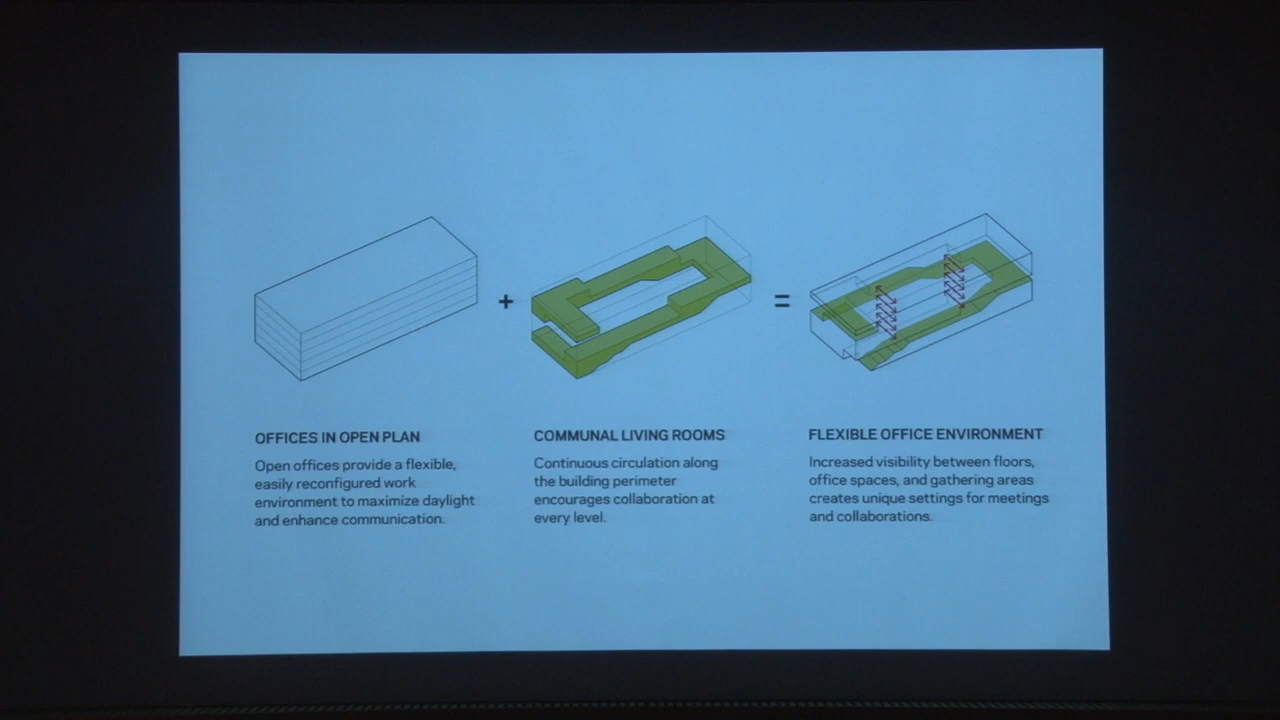 +
=
OFFICES IN OPEN PLAN
Open offices provide a flexible,
easily reconfigured work
environment to maximize daylight
and enhance communication.
COMMUNAL LIVING ROOMS
Continuous circulation along
the building perimeter
encourages collaboration at
every level.
FLEXIBLE OFFICE ENVIRONMENT
Increased visibility between floors,
office spaces, and gathering areas
creates unique settings for meetings
and collaborations.